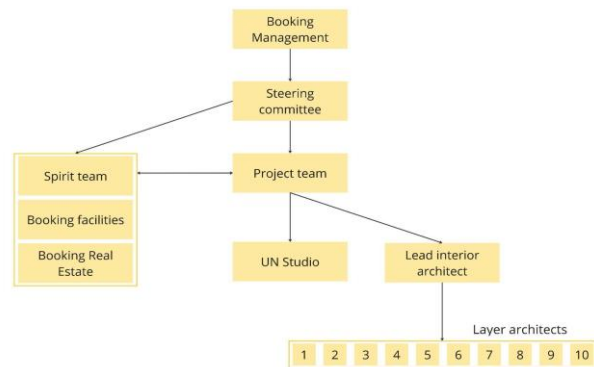 Booking
Management
Steering
committee
Spirit team
Project team
Booking facilities
Booking Real
Estate
UN Studio
Lead interior
architect
Layer architects
1 2 3 4 5 6 7 8 9 10